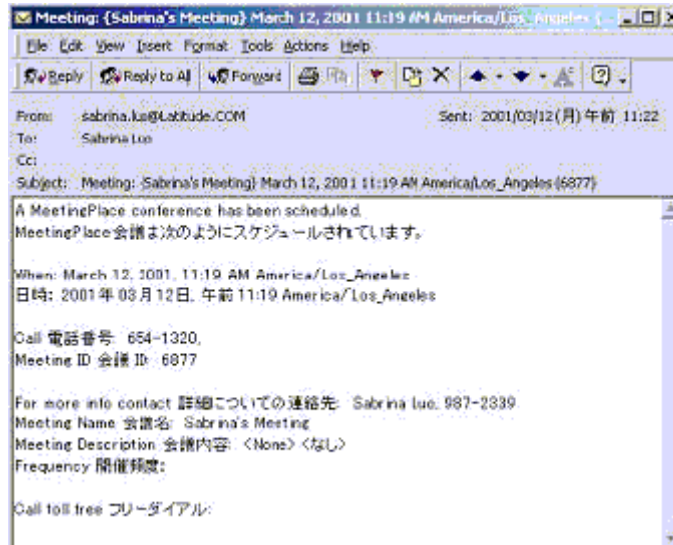 Meeting: {Sabrina's Meeting} March 12, 2001 11:19 AM America/Los_Angeles (
File Edit View Insert Format Tools Actions Help
Reply Reply to All Forward
From: sabrina.luo@Latitude.COM Sent: 2001/03/12(月)午前 11:22
To: Sabrina Luo
Cc:
Subject: Meeting: {Sabrina's Meeting} March 12, 2001 11:19 AM America/Los_Angeles (6877)
A MeetingPlace conference has been scheduled.
MeetingPlace会議は次のようにスケジュールされています。
When: March 12, 2001, 11:19 AM America/Los_Angeles
日時: 2001年 03月12日, 午前 11:19 America/Los_Angeles
Call 電話番号: 654-1320,
Meeting ID 会議 ID: 6877
For more info contact 詳細についての連絡先: Sabrina Luo, 987-2339
Meeting Name 会議名: Sabrina's Meeting
Meeting Description 会議内容: <None> <なし>
Frequency 開催頻度:
Call toll free フリーダイアル: